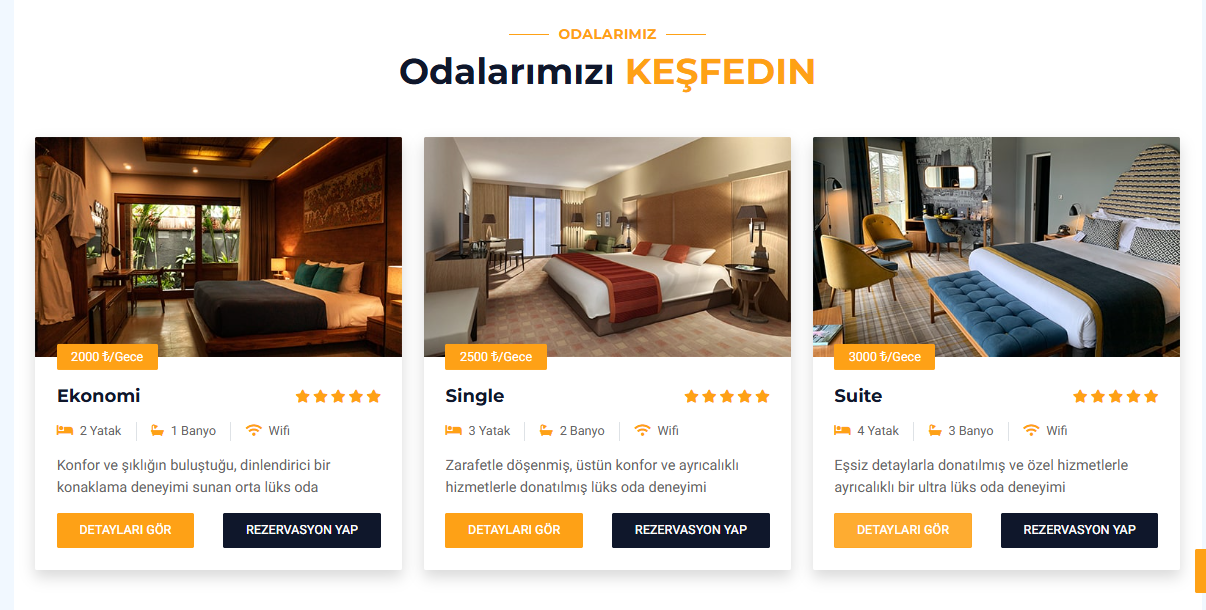 ODALARIMIZ
Odalarımızı KEŞFEDIN
2000 ₺/Gece
Ekonomi
2 Yatak
1 Banyo
Wifi
Konfor ve şıklığın buluştuğu, dinlendirici bir
konaklama deneyimi sunan orta lüks oda
DETAYLARI GÖR
REZERVASYON YAP
2500 ₺/Gece
Single
3 Yatak
2 Banyo
Wifi
Zarafetle döşenmiş, üstün konfor ve ayrıcalıklı
hizmetlerle donatılmış lüks oda deneyimi
DETAYLARI GÖR
REZERVASYON YAP
3000 ₺/Gece
Suite
4 Yatak
3 Banyo
Wifi
Eşsiz detaylarla donatılmış ve özel hizmetlerle
ayrıcalıklı bir ultra lüks oda deneyimi
DETAYLARI GÖR
REZERVASYON YAP